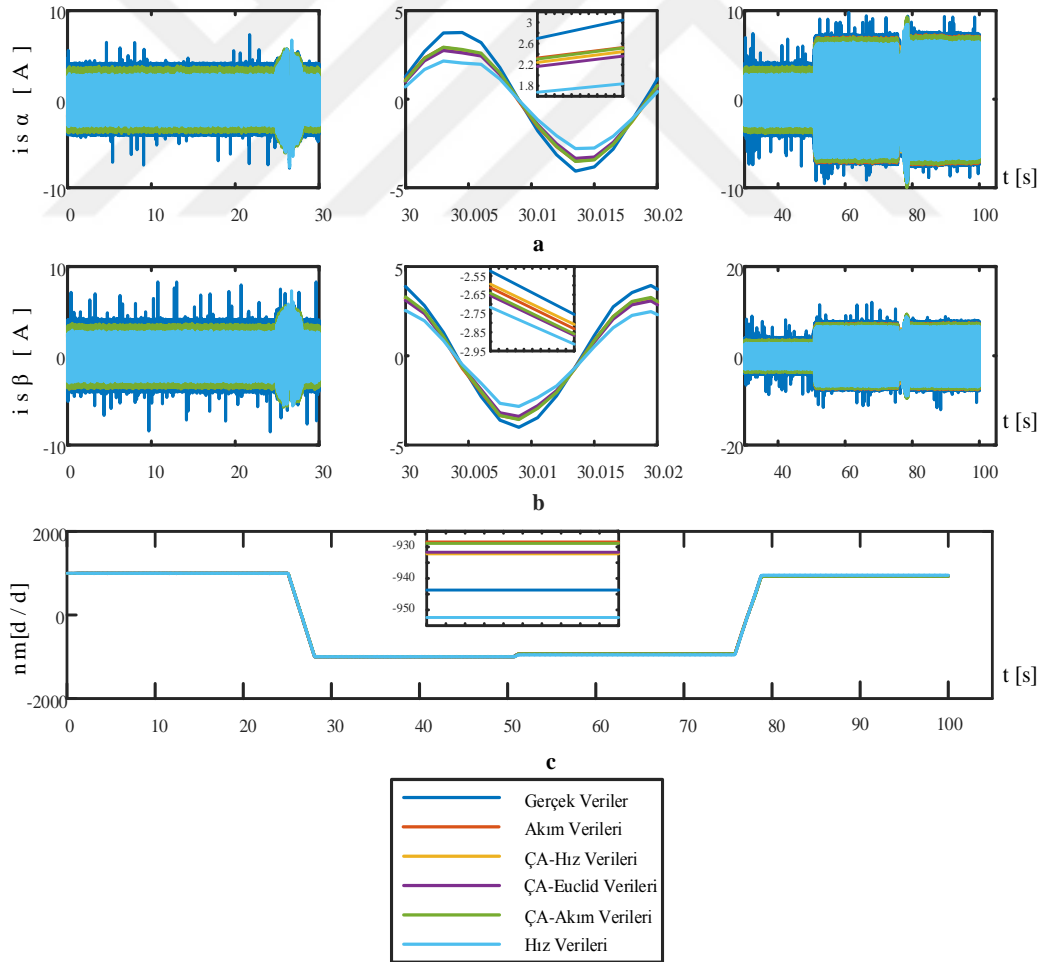 10
5
10
i s α [ A ]
0
0
0
3
2.6
2.2
1.8
-10
-5
-10
t [s]
0 10 20 30
30 30.005 30.01 30.015 30.02
40 60 80 100
a
10
5
20
i s β [ A ]
0
0
0
-2.55
-2.65
-2.75
-2.85
-2.95
-10
-5
-20
t [s]
0 10 20 30
30 30.005 30.01 30.015 30.02
40 60 80 100
b
2000
n m[d / d]
0
-930
-940
-950
-2000
t [s]
0 10 20 30 40 50 60 70 80 90 100
c
Gerçek Veriler
Akım Verileri
ÇA-Hız Verileri
ÇA-Euclid Verileri
ÇA-Akım Verileri
Hız Verileri